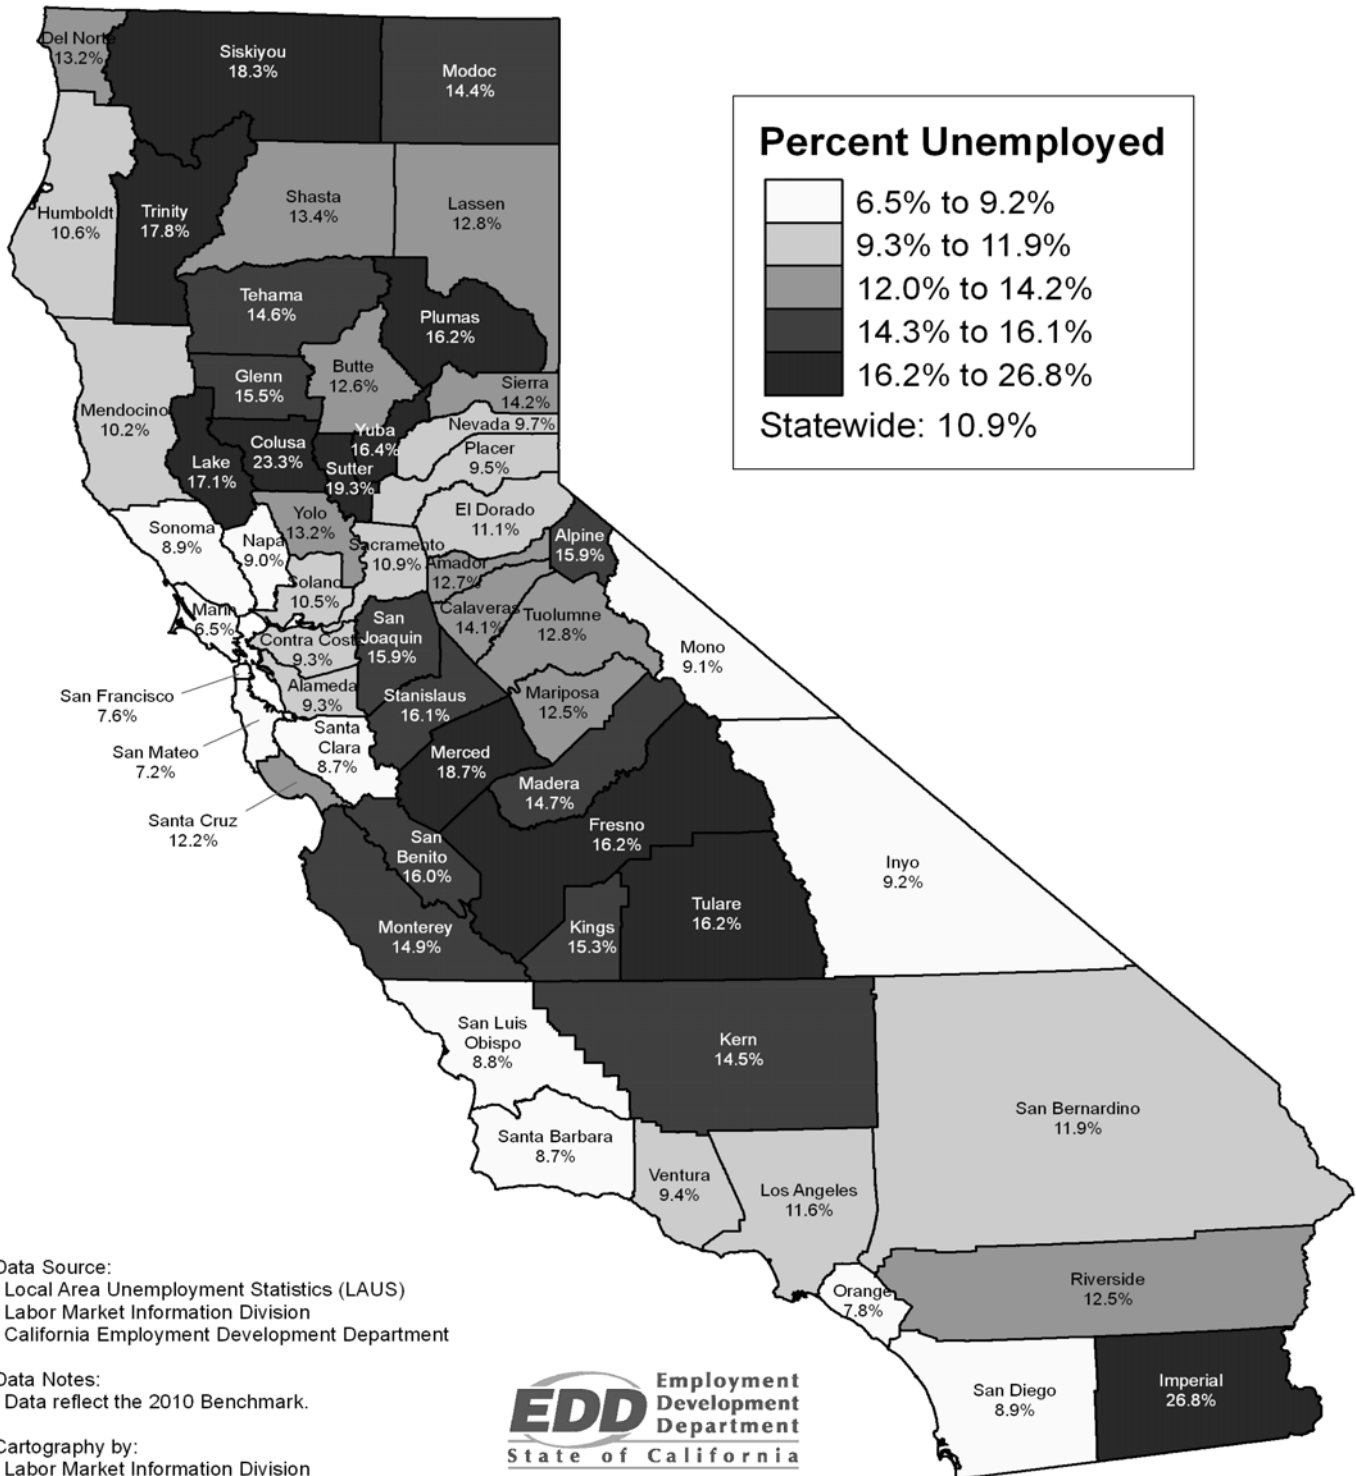 Del Norte
13.2%
Siskiyou
18.3%
Modoc
14.4%
Percent Unemployed
6.5% to 9.2%
9.3% to 11.9%
12.0% to 14.2%
14.3% to 16.1%
16.2% to 26.8%
Statewide: 10.9%
Humboldt
10.6%
Trinity
17.8%
Shasta
13.4%
Lassen
12.8%
Tehama
14.6%
Plumas
16.2%
Glenn
15.5%
Butte
12.6%
Sierra
14.2%
Mendocino
10.2%
Lake
17.1%
Colusa
23.3%
Yuba
16.4%
Sutter
19.3%
Nevada 9.7%
Placer
9.5%
El Dorado
11.1%
Alpine
15.9%
Sonoma
8.9%
Napa
9.0%
Yolo
13.2%
Sacramento
10.9%
Amador
12.7%
Solano
10.5%
Marin
6.5%
Contra Cost
9.3%
San
Joaquin
15.9%
Calaveras
14.1%
Tuolumne
12.8%
Mono
9.1%
San Francisco
7.6%
Alameda
9.3%
Stanislaus
16.1%
Mariposa
12.5%
San Mateo
7.2%
Santa
Clara
8.7%
Merced
18.7%
Madera
14.7%
Santa Cruz
12.2%
San
Benito
16.0%
Fresno
16.2%
Inyo
9.2%
Monterey
14.9%
Kings
15.3%
Tulare
16.2%
San Luis
Obispo
8.8%
Kern
14.5%
San Bernardino
11.9%
Santa Barbara
8.7%
Ventura
9.4%
Los Angeles
11.6%
Orange
7.8%
Riverside
12.5%
San Diego
8.9%
Imperial
26.8%
Data Source:
Local Area Unemployment Statistics (LAUS)
Labor Market Information Division
California Employment Development Department
Data Notes:
Data reflect the 2010 Benchmark.
Cartography by:
Labor Market Information Division
EDD
Employment
Development
Department
State of California